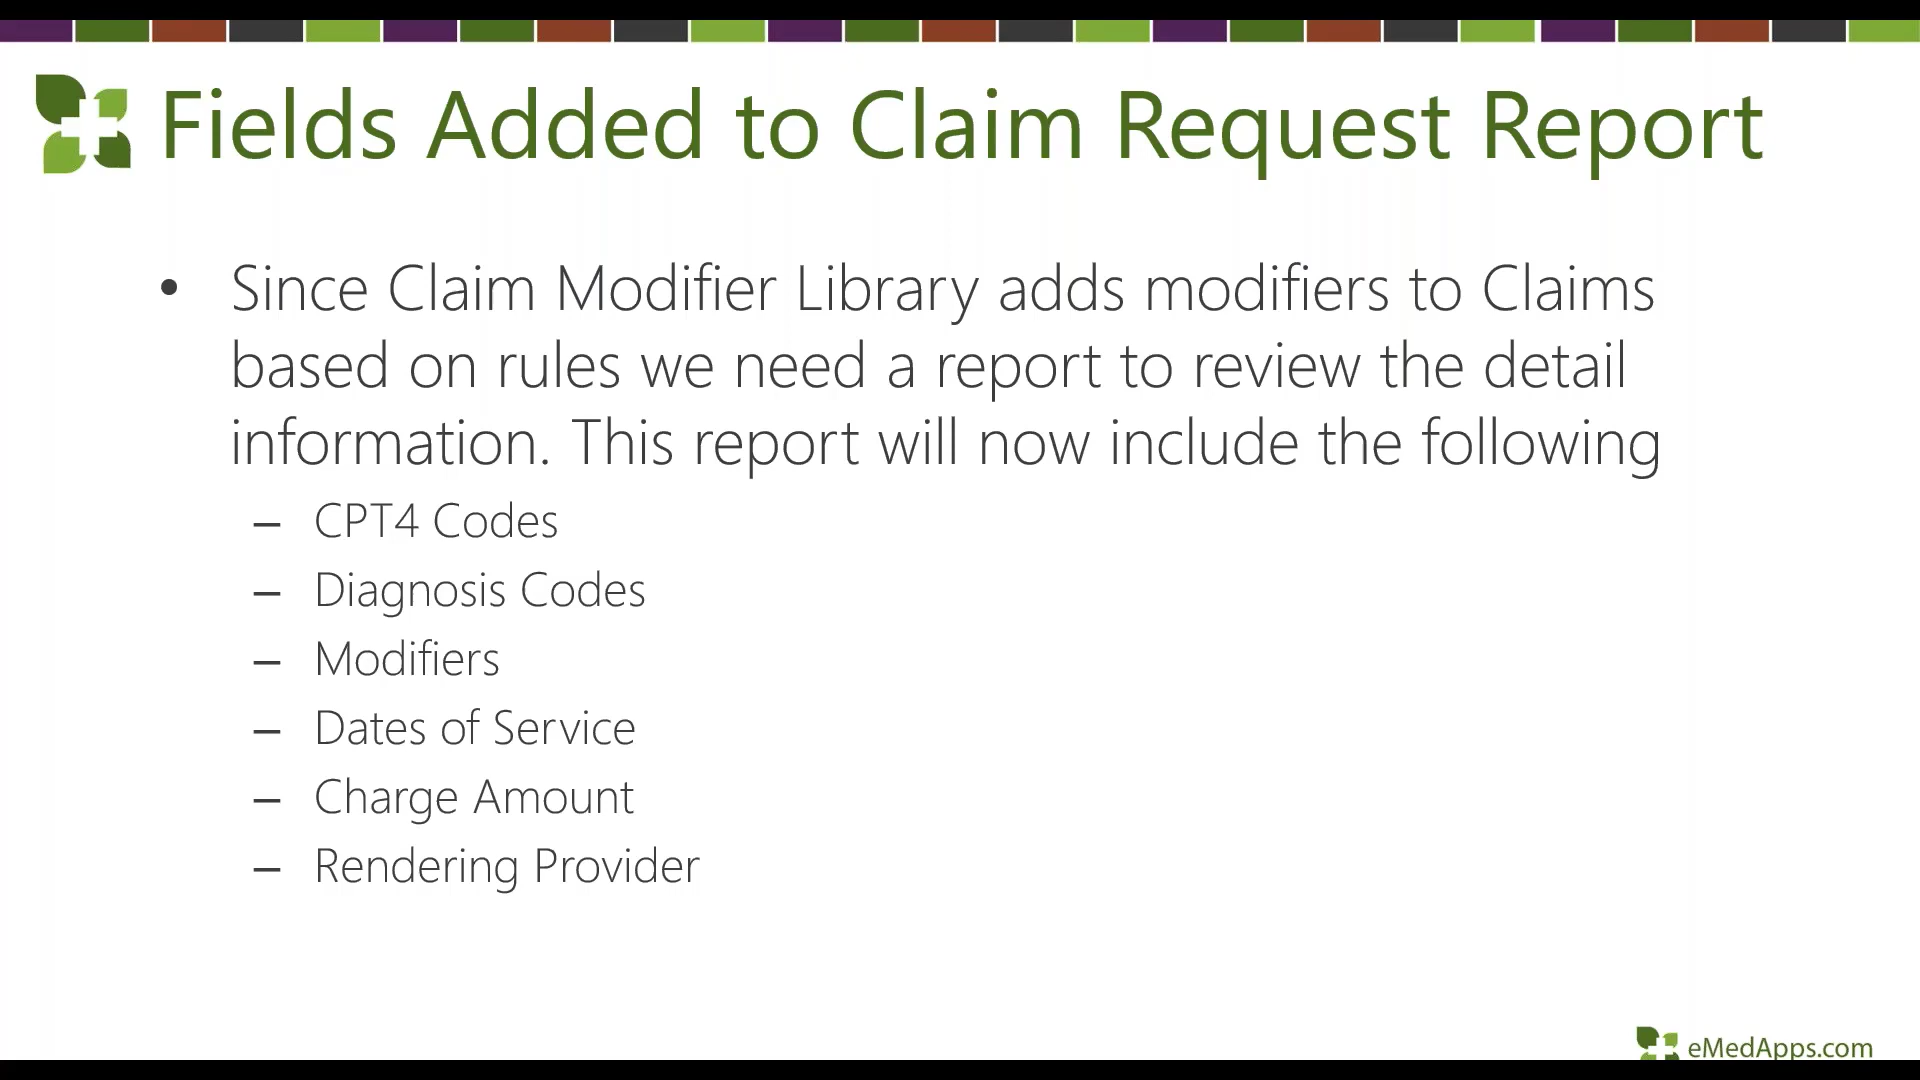 Fields Added to Claim Request Report
• Since Claim Modifier Library adds modifiers to Claims
based on rules we need a report to review the detail
information. This report will now include the following
– CPT4 Codes
– Diagnosis Codes
– Modifiers
– Dates of Service
– Charge Amount
– Rendering Provider
eMedApps.com